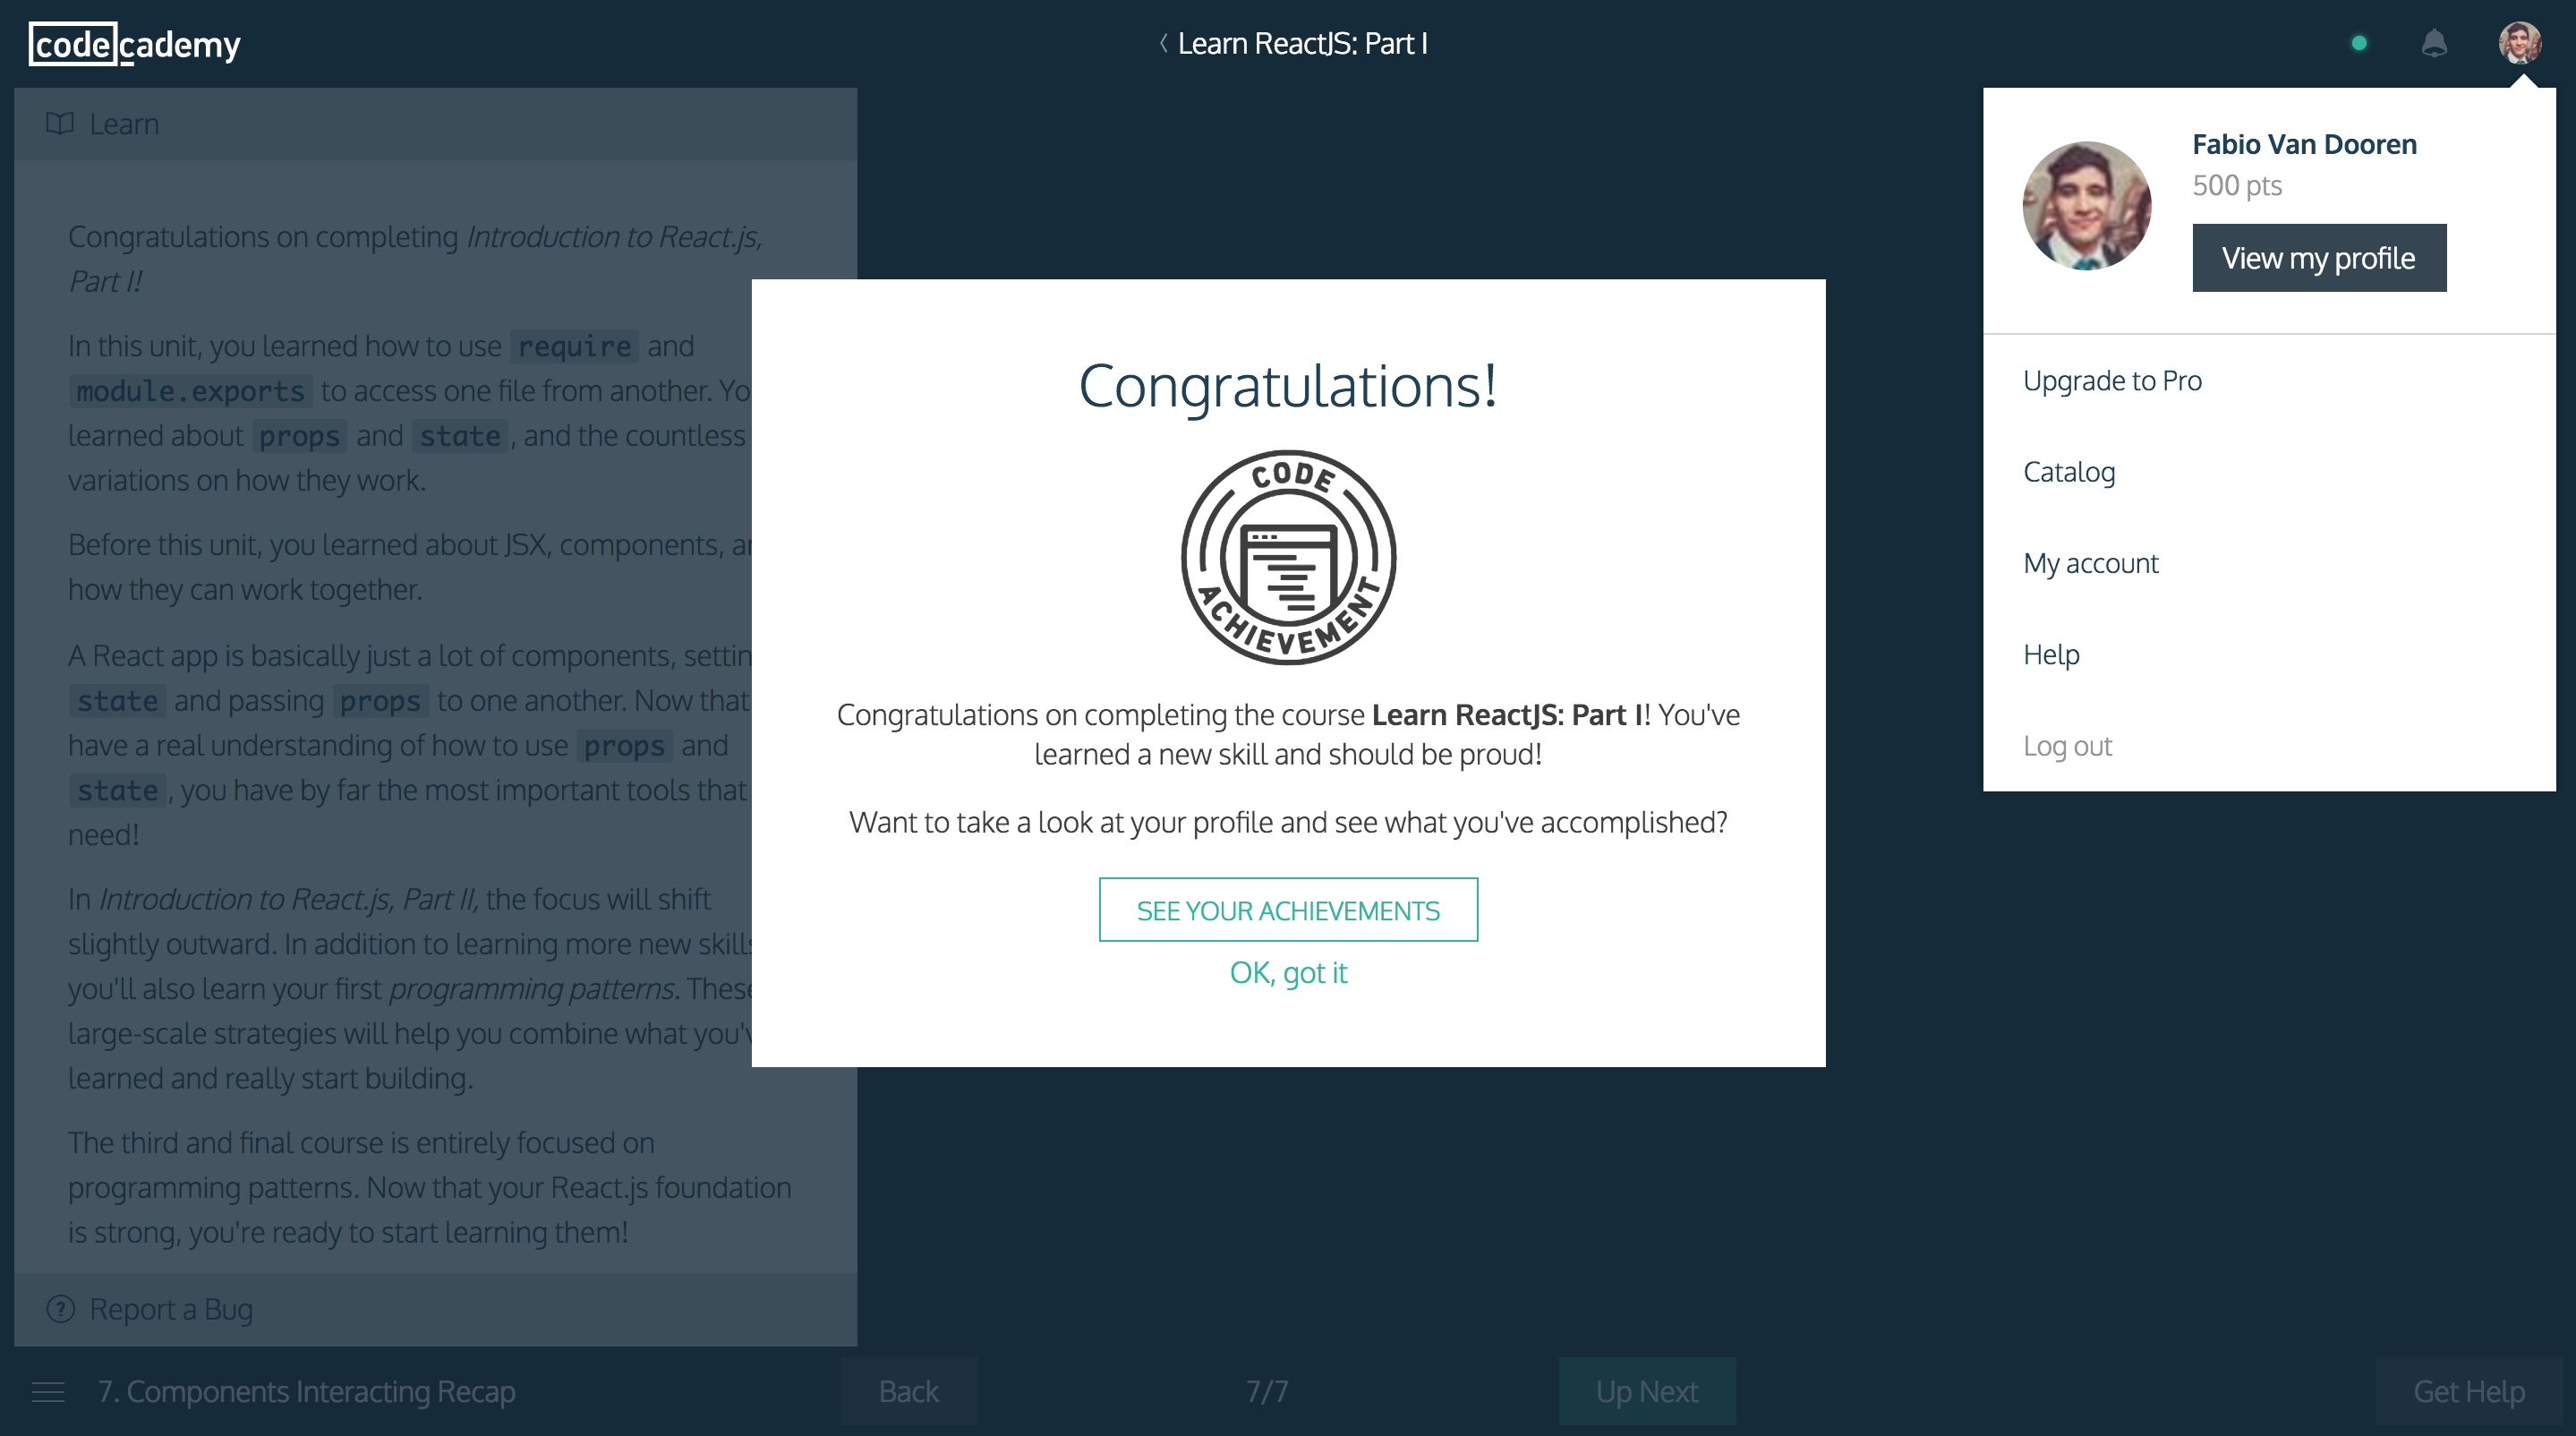 codecademy
Learn ReactJS: Part I
Learn
Congratulations on completing Introduction to React.js,
Part I!
In this unit, you learned how to use require and
module.exports to access one file from another. Yo
learned about props and state, and the countless
variations on how they work.
Before this unit, you learned about JSX, components, a
how they can work together.
A React app is basically just a lot of components, settin
state and passing props to one another. Now that
have a real understanding of how to use props and
state, you have by far the most important tools that
need!
In Introduction to React.js, Part II, the focus will shift
slightly outward. In addition to learning more new skills
you'll also learn your first programming patterns. These
large-scale strategies will help you combine what you'v
learned and really start building.
The third and final course is entirely focused on
programming patterns. Now that your React.js foundation
is strong, you're ready to start learning them!
Report a Bug
Congratulations!
CODE
ACHIEVEMENT
Congratulations on completing the course Learn ReactJS: Part I! You've
learned a new skill and should be proud!
Want to take a look at your profile and see what you've accomplished?
SEE YOUR ACHIEVEMENTS
OK, got it
Fabio Van Dooren
500 pts
View my profile
Upgrade to Pro
Catalog
My account
Help
Log out
7. Components Interacting Recap
Back
7/7
Up Next
Get Help